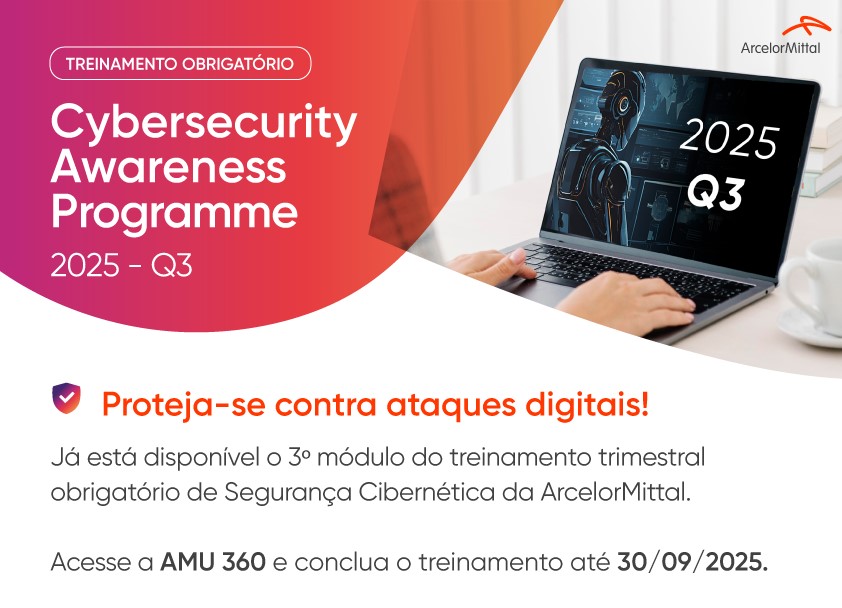 ArcelorMittal
TREINAMENTO OBRIGATÓRIO
Cybersecurity
Awareness
Programme
2025 - Q3
2025
Q3
Proteja-se contra ataques digitais!
Já está disponível o 3º módulo do treinamento trimestral
obrigatório de Segurança Cibernética da ArcelorMittal.
Acesse a AMU 360 e conclua o treinamento até 30/09/2025.